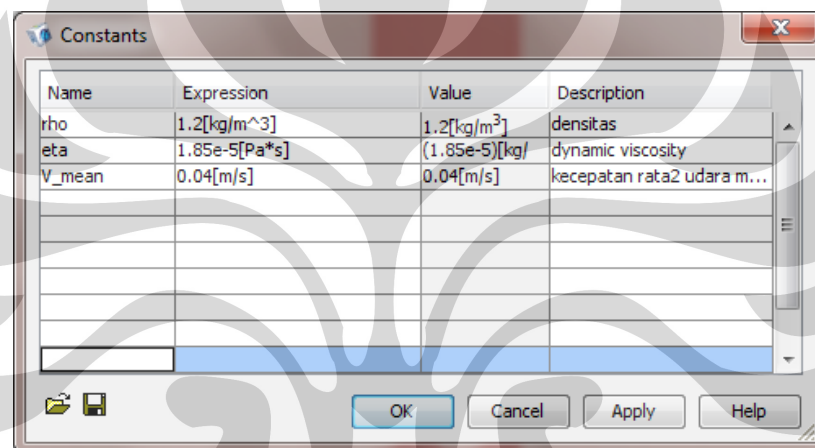 Constants
Name Expression Value Description
rho 1.2[kg/m^3] 1.2[kg/m³] densitas
eta 1.85e-5[Pa*s] (1.85e-5)[kg/ dynamic viscosity
V_mean 0.04[m/s] 0.04[m/s] kecepatan rata2 udara m...
OK Cancel Apply Help